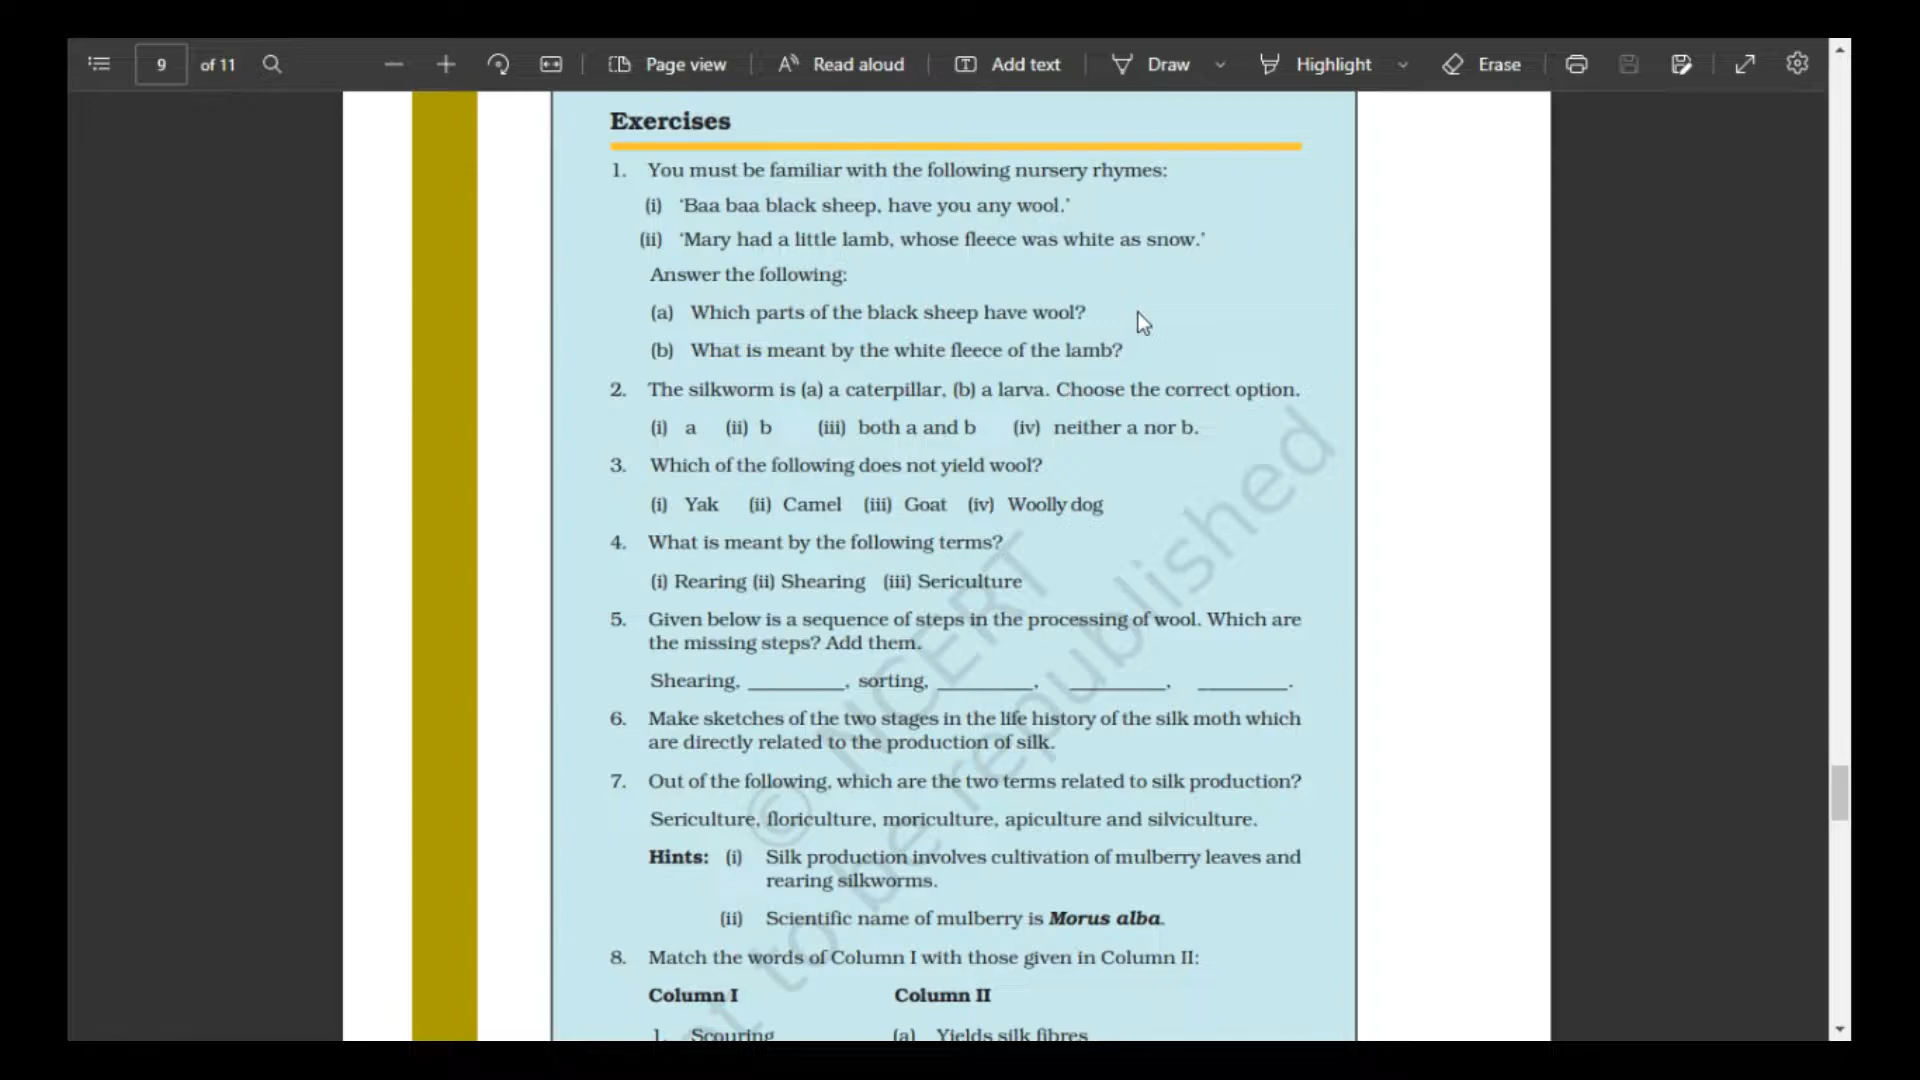 9 of 11 Page view Read aloud Add text Draw Highlight Erase
Exercises
1. You must be familiar with the following nursery rhymes:
(i) 'Baa baa black sheep, have you any wool.'
(ii) 'Mary had a little lamb, whose fleece was white as snow.'
Answer the following:
(a) Which parts of the black sheep have wool?
(b) What is meant by the white fleece of the lamb?
2. The silkworm is (a) a caterpillar, (b) a larva. Choose the correct option.
(i) a (ii) b (iii) both a and b (iv) neither a nor b.
3. Which of the following does not yield wool?
(i) Yak (ii) Camel (iii) Goat (iv) Woolly dog
4. What is meant by the following terms?
(i) Rearing (ii) Shearing (iii) Sericulture
5. Given below is a sequence of steps in the processing of wool. Which are
the missing steps? Add them.
Shearing, __________, sorting, __________, __________, _________.
6. Make sketches of the two stages in the life history of the silk moth which
are directly related to the production of silk.
7. Out of the following, which are the two terms related to silk production?
Sericulture, floriculture, moriculture, apiculture and silviculture.
Hints: (i) Silk production involves cultivation of mulberry leaves and
rearing silkworms.
(ii) Scientific name of mulberry is Morus alba.
8. Match the words of Column I with those given in Column II:
Column I Column II
1. Scouring (a) Yields silk fibres
© NCERT
not to be republished